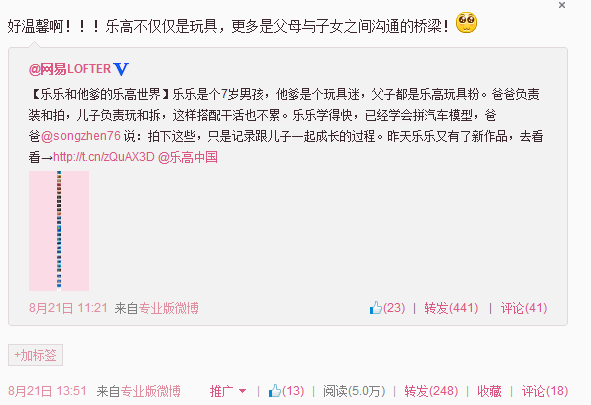 好温馨啊！！！乐高不仅仅是玩具，更多是父母与子女之间沟通的桥梁！
@网易LOFTER
【乐乐和他爹的乐高世界】乐乐是个7岁男孩，他爹是个玩具迷，父子都是乐高玩具粉。爸爸负责
装和拍，儿子负责玩和拆，这样搭配干活也不累。乐乐学得快，已经学会拼汽车模型，爸
爸@songzhen76 说：拍下这些，只是记录跟儿子一起成长的过程。昨天乐乐又有了新作品，去看
看→http://t.cn/zQuAX3D @乐高中国
8月21日 11:21 来自专业版微博 (23) | 转发(441) | 评论(41)
+加标签
8月21日 13:51 来自专业版微博 推广 | (13) | 阅读(5.0万) | 转发(248) | 收藏 | 评论(18)